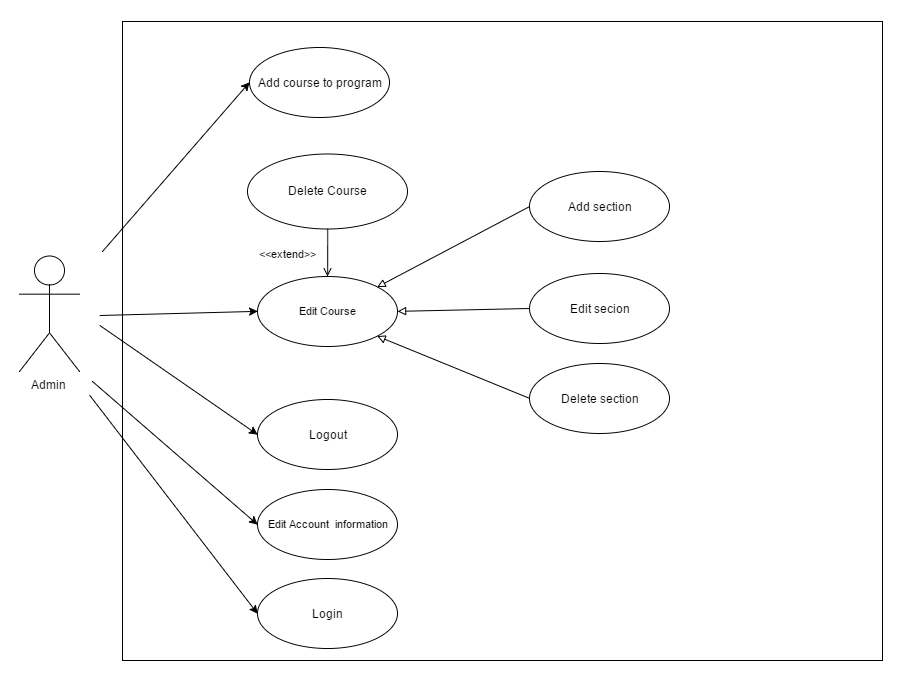 Add course to program
Delete Course
Add section
<<extend>>
Edit Course
Edit secion
Admin
Delete section
Logout
Edit Account  information
Login